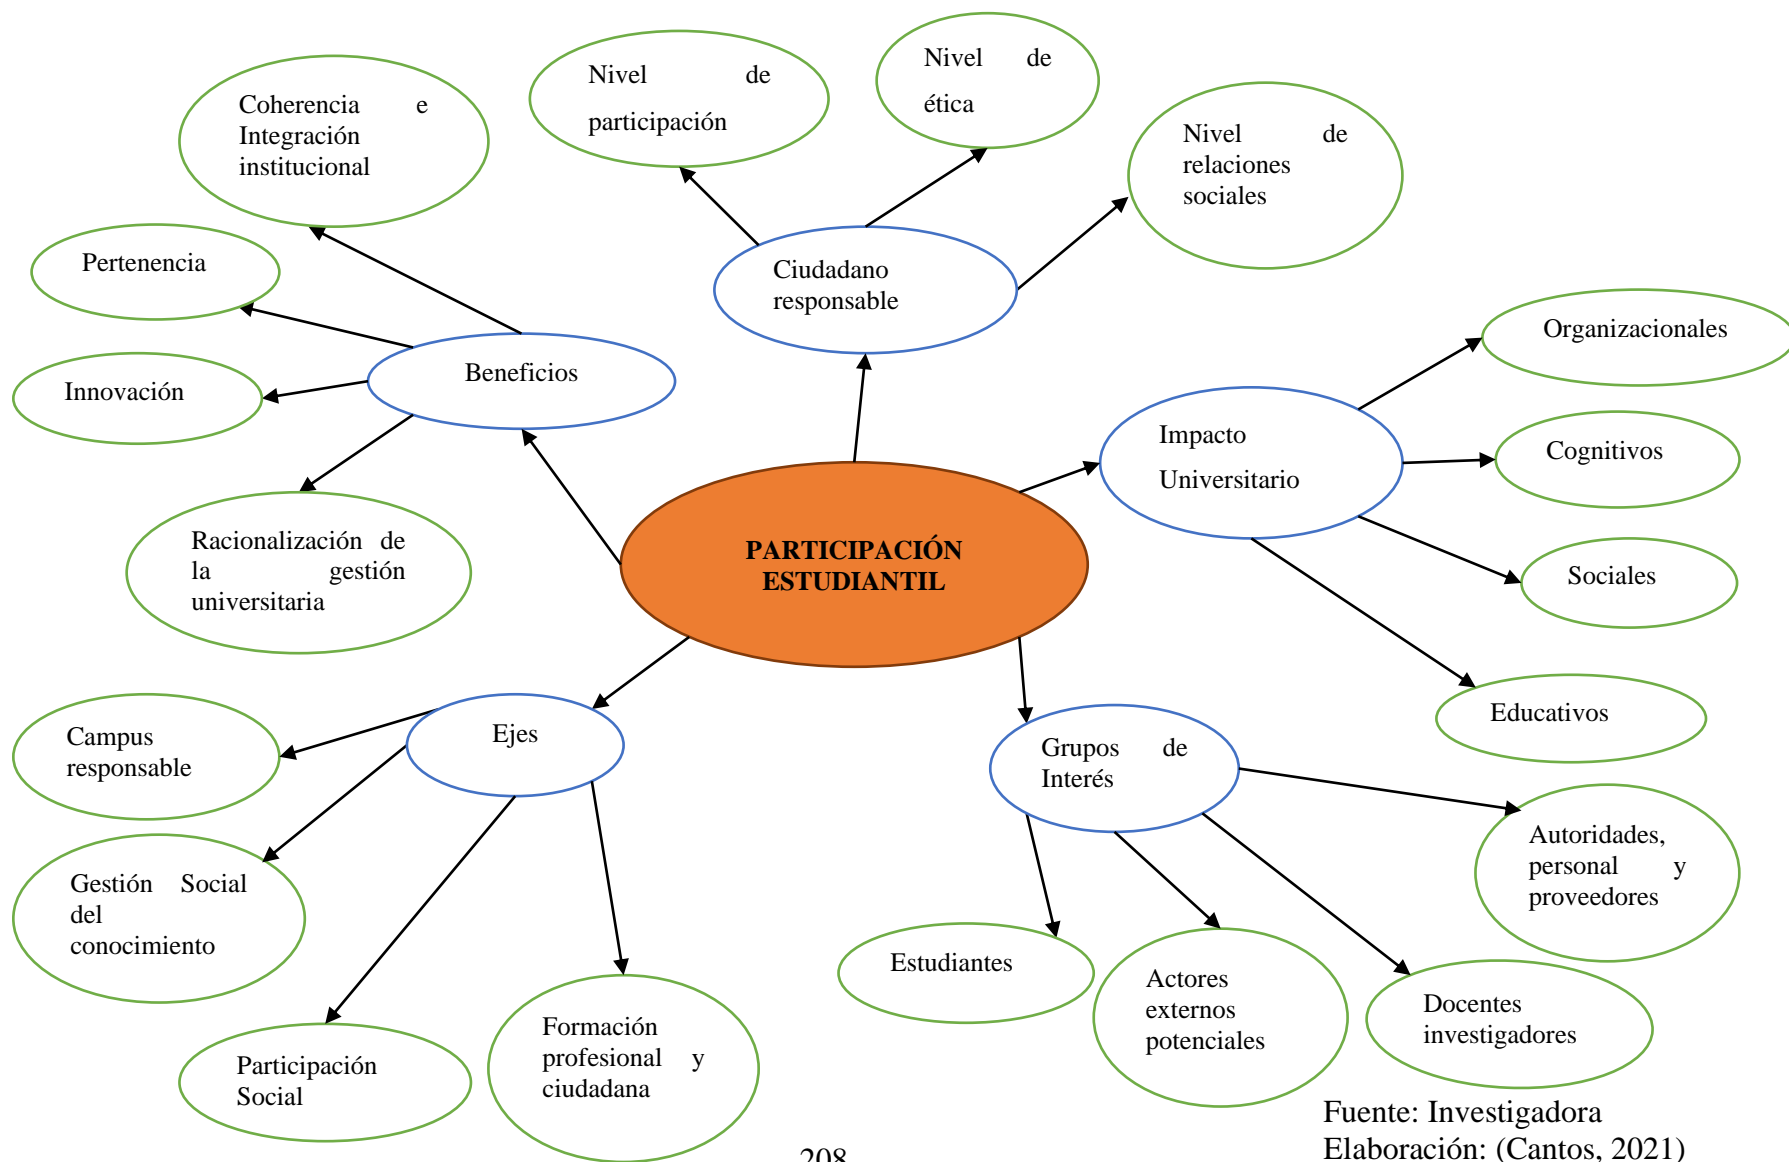 Nivel de
participación
Nivel de
ética
Coherencia e
Integración
institucional
Nivel de
relaciones
sociales
Pertenencia
Ciudadano
responsable
Organizacionales
Innovación
Beneficios
Impacto
Universitario
Cognitivos
Racionalización de
la gestión
universitaria
PARTICIPACIÓN
ESTUDIANTIL
Sociales
Educativos
Campus
responsable
Ejes
Grupos de
Interés
Autoridades,
personal y
proveedores
Gestión Social
del
conocimiento
Estudiantes
Actores
externos
potenciales
Docentes
investigadores
Formación
profesional y
ciudadana
Participación
Social
Fuente: Investigadora
Elaboración: (Cantos, 2021)
208